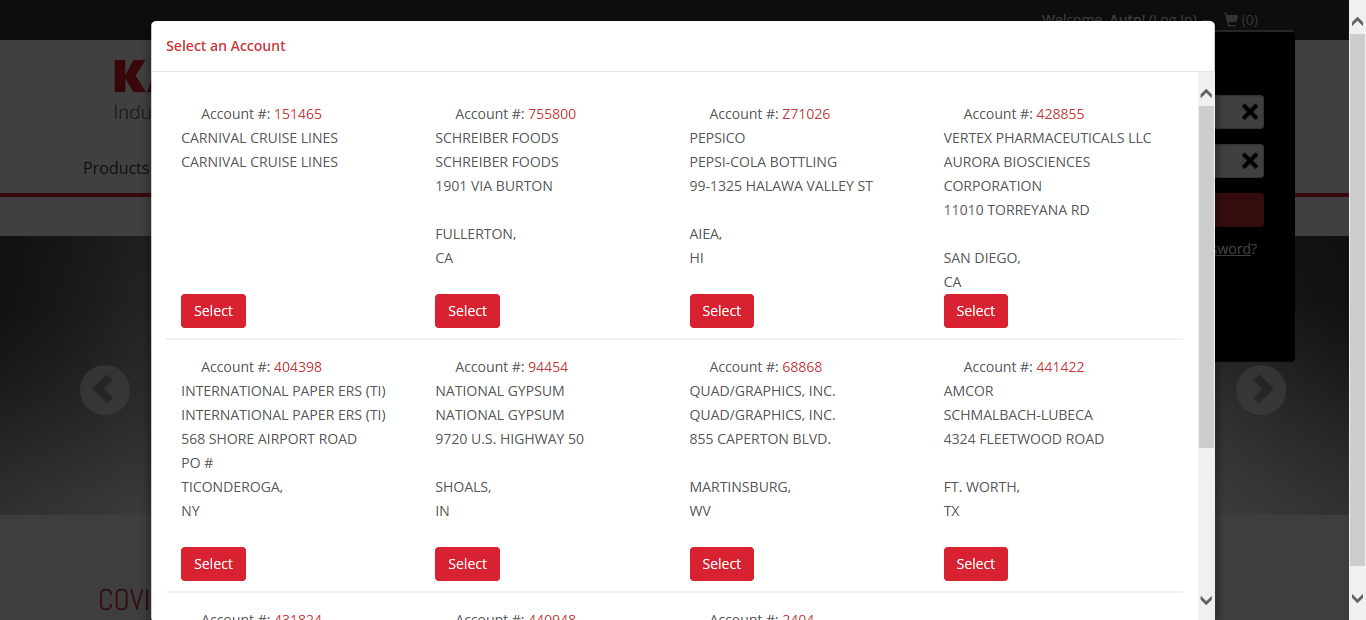 Welcome, Auto! (Log In)
(0)
Select an Account
Indu
Products
sword?
Account #: 151465
CARNIVAL CRUISE LINES
CARNIVAL CRUISE LINES
Select
Account #: 755800
SCHREIBER FOODS
SCHREIBER FOODS
1901 VIA BURTON
FULLERTON,
CA
Select
Account #: Z71026
PEPSICO
PEPSI-COLA BOTTLING
99-1325 HALAWA VALLEY ST
AIEA,
HI
Select
Account #: 428855
VERTEX PHARMACEUTICALS LLC
AURORA BIOSCIENCES
CORPORATION
11010 TORREYANA RD
SAN DIEGO,
CA
Select
Account #: 404398
INTERNATIONAL PAPER ERS (TI)
INTERNATIONAL PAPER ERS (TI)
568 SHORE AIRPORT ROAD
PO #
TICONDEROGA,
NY
Select
Account #: 94454
NATIONAL GYPSUM
NATIONAL GYPSUM
9720 U.S. HIGHWAY 50
SHOALS,
IN
Select
Account #: 68868
QUAD/GRAPHICS, INC.
QUAD/GRAPHICS, INC.
855 CAPERTON BLVD.
MARTINSBURG,
WV
Select
Account #: 441422
AMCOR
SCHMALBACH-LUBECA
4324 FLEETWOOD ROAD
FT. WORTH,
TX
Select
COVI
Account #: 431824
Account #: 440948
Account #: 2404